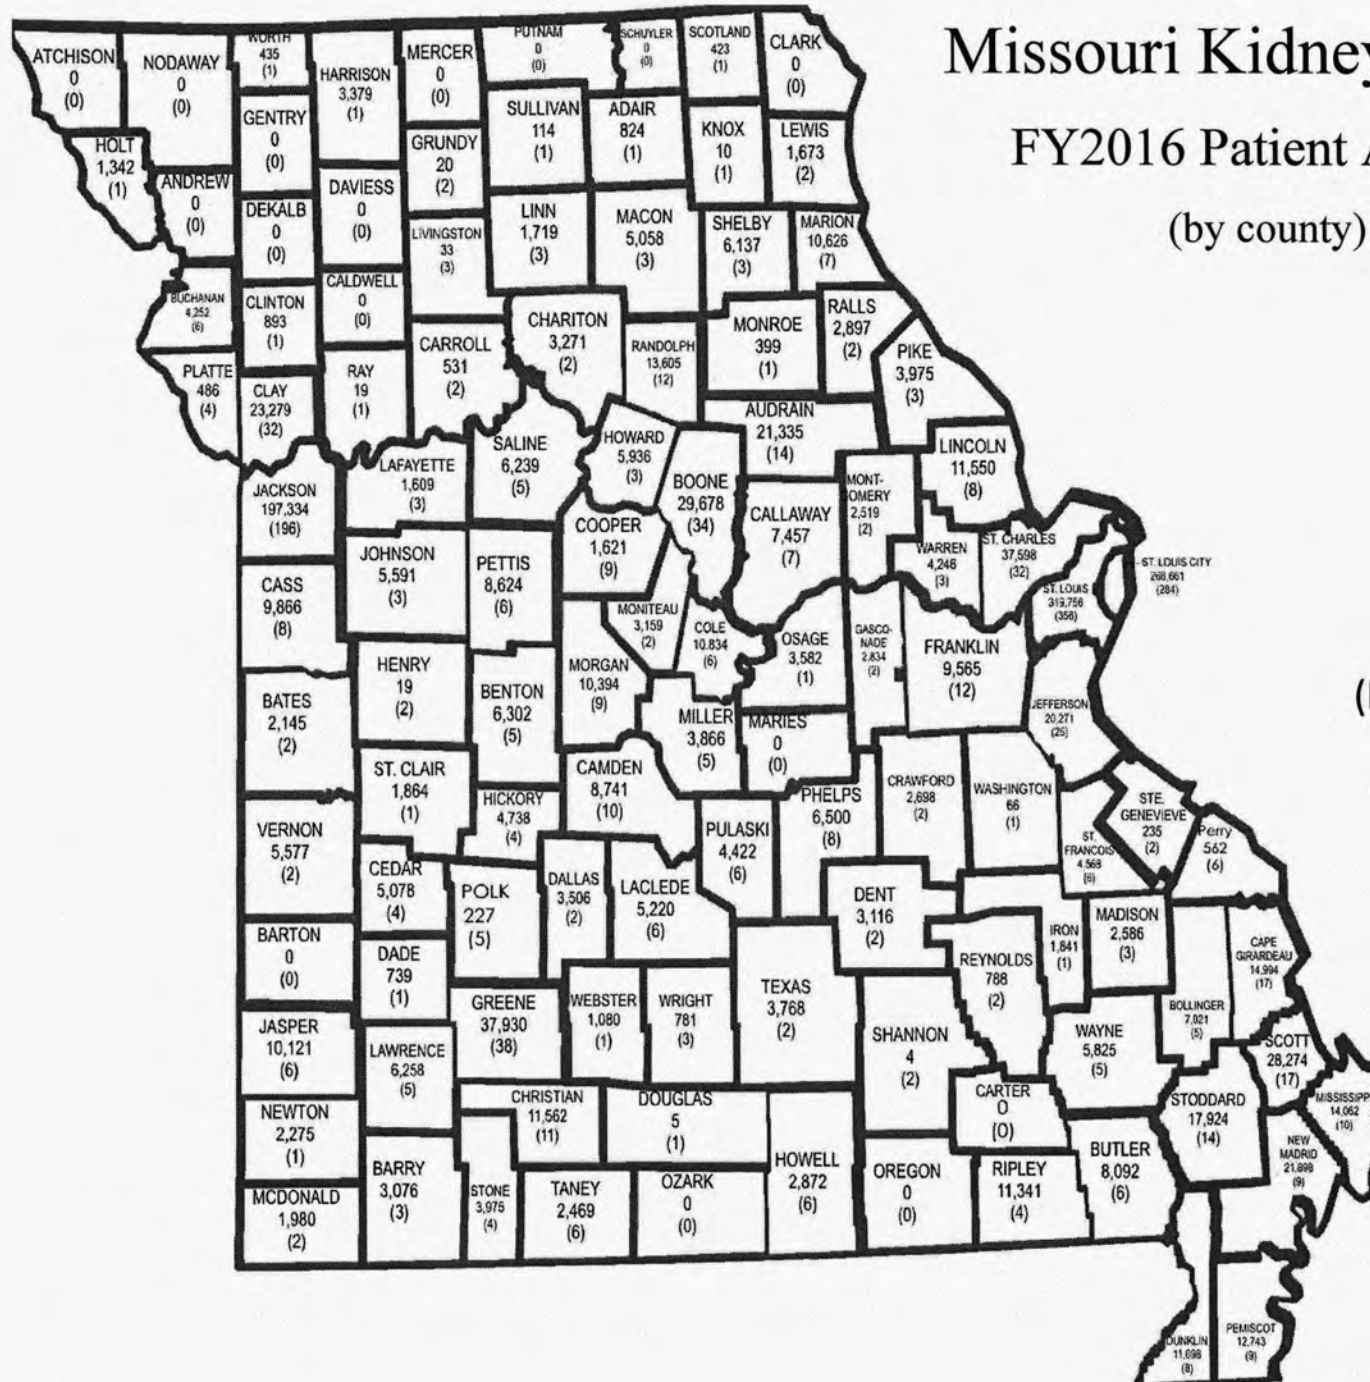 Missouri Kidney
FY2016 Patient A
(by county)
ATCHISON
0
(0)
NODAWAY
0
(0)
WORTH
435
(1)
HARRISON
3,379
(1)
MERCER
0
(0)
PUTNAM
0
(0)
SCHUYLER
0
(0)
SCOTLAND
423
(1)
CLARK
0
(0)
HOLT
1,342
(1)
ANDREW
0
(0)
GENTRY
0
(0)
DEKALB
0
(0)
DAVIESS
0
(0)
GRUNDY
20
(2)
LIVINGSTON
33
(3)
SULLIVAN
114
(1)
ADAIR
824
(1)
KNOX
10
(1)
LEWIS
1,673
(2)
LINN
1,719
(3)
MACON
5,058
(3)
SHELBY
6,137
(3)
MARION
10,626
(7)
BUCHANAN
4,252
(6)
CLINTON
893
(1)
CALDWELL
0
(0)
CARROLL
531
(2)
CHARITON
3,271
(2)
RANDOLPH
13,605
(12)
MONROE
399
(1)
RALLS
2,897
(2)
PIKE
3,975
(3)
PLATTE
486
(4)
CLAY
23,279
(32)
RAY
19
(1)
AUDRAIN
21,335
(14)
LINCOLN
11,550
(8)
JACKSON
197,334
(196)
LAFAYETTE
1,609
(3)
SALINE
6,239
(5)
HOWARD
5,936
(3)
BOONE
29,678
(34)
CALLAWAY
7,457
(7)
MONT-
GOMERY
2,519
(2)
WARREN
4,246
(3)
ST. CHARLES
37,598
(32)
ST. LOUIS
319,756
(356)
ST. LOUIS CITY
268,661
(284)
CASS
9,866
(8)
JOHNSON
5,591
(3)
PETTIS
8,624
(6)
COOPER
1,621
(9)
MONITEAU
3,159
(2)
COLE
10.834
(6)
OSAGE
3,582
(1)
GASCO-
NADE
2,834
(2)
FRANKLIN
9,565
(12)
JEFFERSON
20,271
(25)
BATES
2,145
(2)
HENRY
19
(2)
BENTON
6,302
(5)
MORGAN
10,394
(9)
MILLER
3,866
(5)
MARIES
0
(0)
(
ST. CLAIR
1,864
(1)
HICKORY
4,738
(4)
CAMDEN
8,741
(10)
PULASKI
4,422
(6)
PHELPS
6,500
(8)
CRAWFORD
2,698
(2)
WASHINGTON
66
(1)
ST.
FRANCOIS
4,568
(6)
STE.
GENEVIEVE
235
(2)
Perry
562
(6)
VERNON
5,577
(2)
CEDAR
5,078
(4)
POLK
227
(5)
DALLAS
3,506
(2)
LACLEDE
5,220
(6)
DENT
3,116
(2)
IRON
1,841
(1)
MADISON
2,586
(3)
BARTON
0
(0)
DADE
739
(1)
GREENE
37,930
(38)
WEBSTER
1,080
(1)
WRIGHT
781
(3)
TEXAS
3,768
(2)
REYNOLDS
788
(2)
BOLLINGER
7,021
(5)
CAPE
GIRARDEAU
14,994
(17)
JASPER
10,121
(6)
LAWRENCE
6,258
(5)
SHANNON
4
(2)
WAYNE
5,825
(5)
SCOTT
28,274
(17)
CHRISTIAN
11,562
(11)
DOUGLAS
5
(1)
CARTER
0
(0)
STODDARD
17,924
(14)
MISSISSIPP
14,062
(10)
NEWTON
2,275
(1)
BARRY
3,076
(3)
STONE
3,975
(4)
TANEY
2,469
(6)
OZARK
0
(0)
HOWELL
2,872
(6)
OREGON
0
(0)
RIPLEY
11,341
(4)
BUTLER
8,092
(6)
NEW
MADRID
21,898
(9)
MCDONALD
1,980
(2)
DUNKLIN
11,098
(8)
PEMISCOT
12,743
(9)